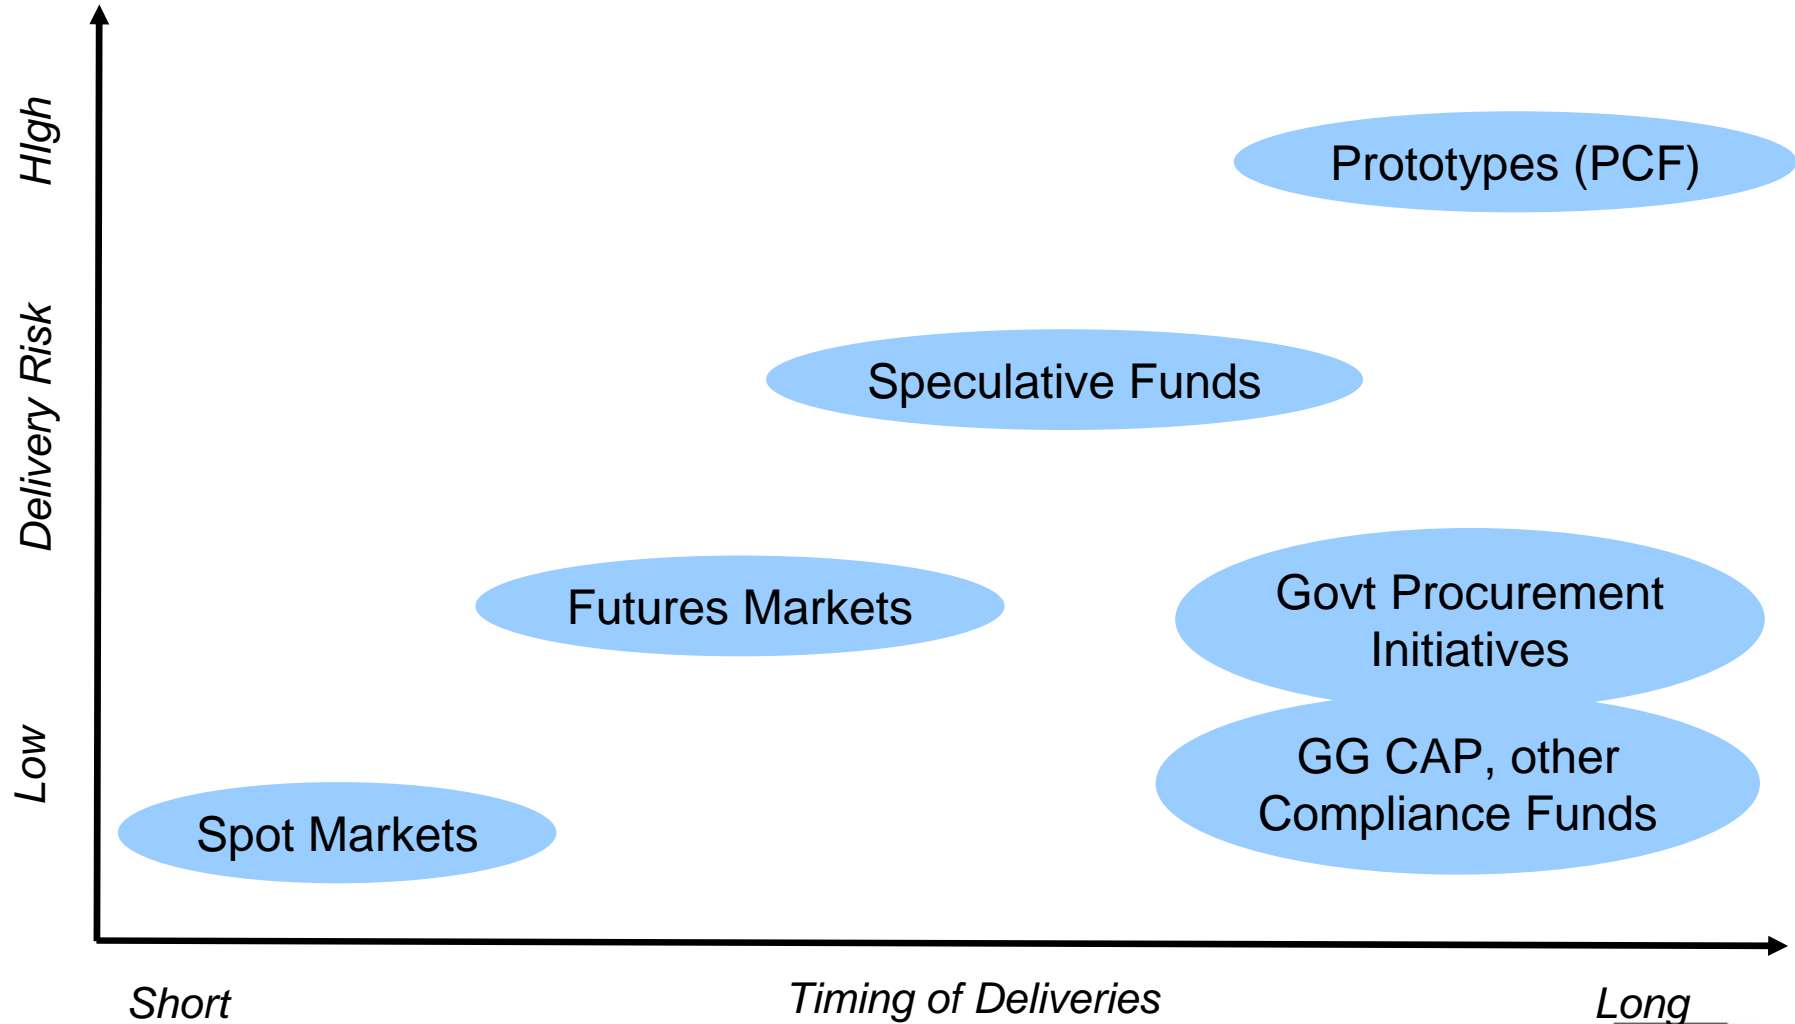 HIgh
Prototypes (PCF)
Delivery Risk
Speculative Funds
Futures Markets
Govt Procurement
Initiatives
Low
GG CAP, other
Compliance Funds
Spot Markets
Short
Timing of Deliveries
Long